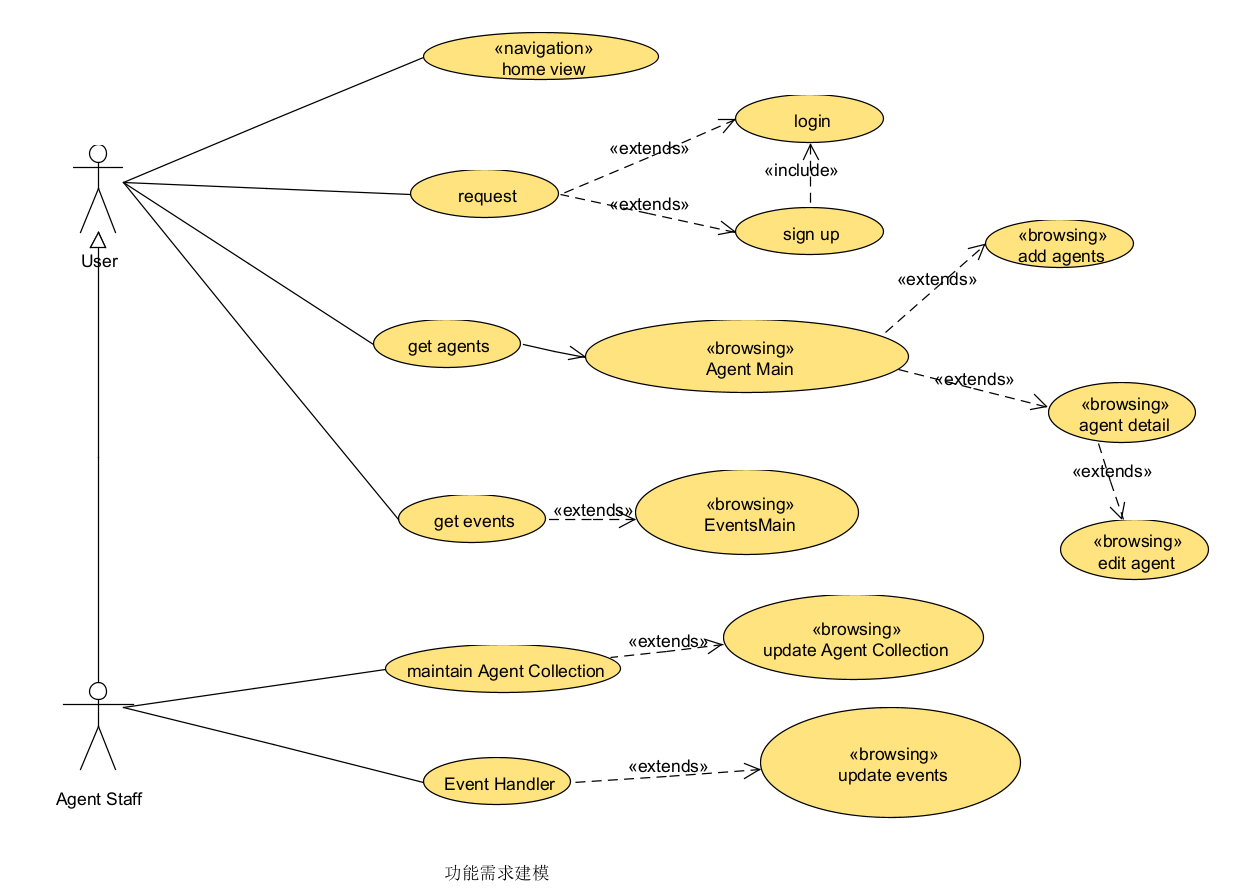 «navigation»
home view
login
«extends»
«include»
request
«extends»
sign up
«browsing»
add agents
User
«extends»
get agents
«browsing»
Agent Main
«extends»
«browsing»
agent detail
«extends»
get events
«extends»
«browsing»
EventsMain
«browsing»
edit agent
maintain Agent Collection
«extends»
«browsing»
update Agent Collection
Agent Staff
Event Handler
«extends»
«browsing»
update events
功能需求建模